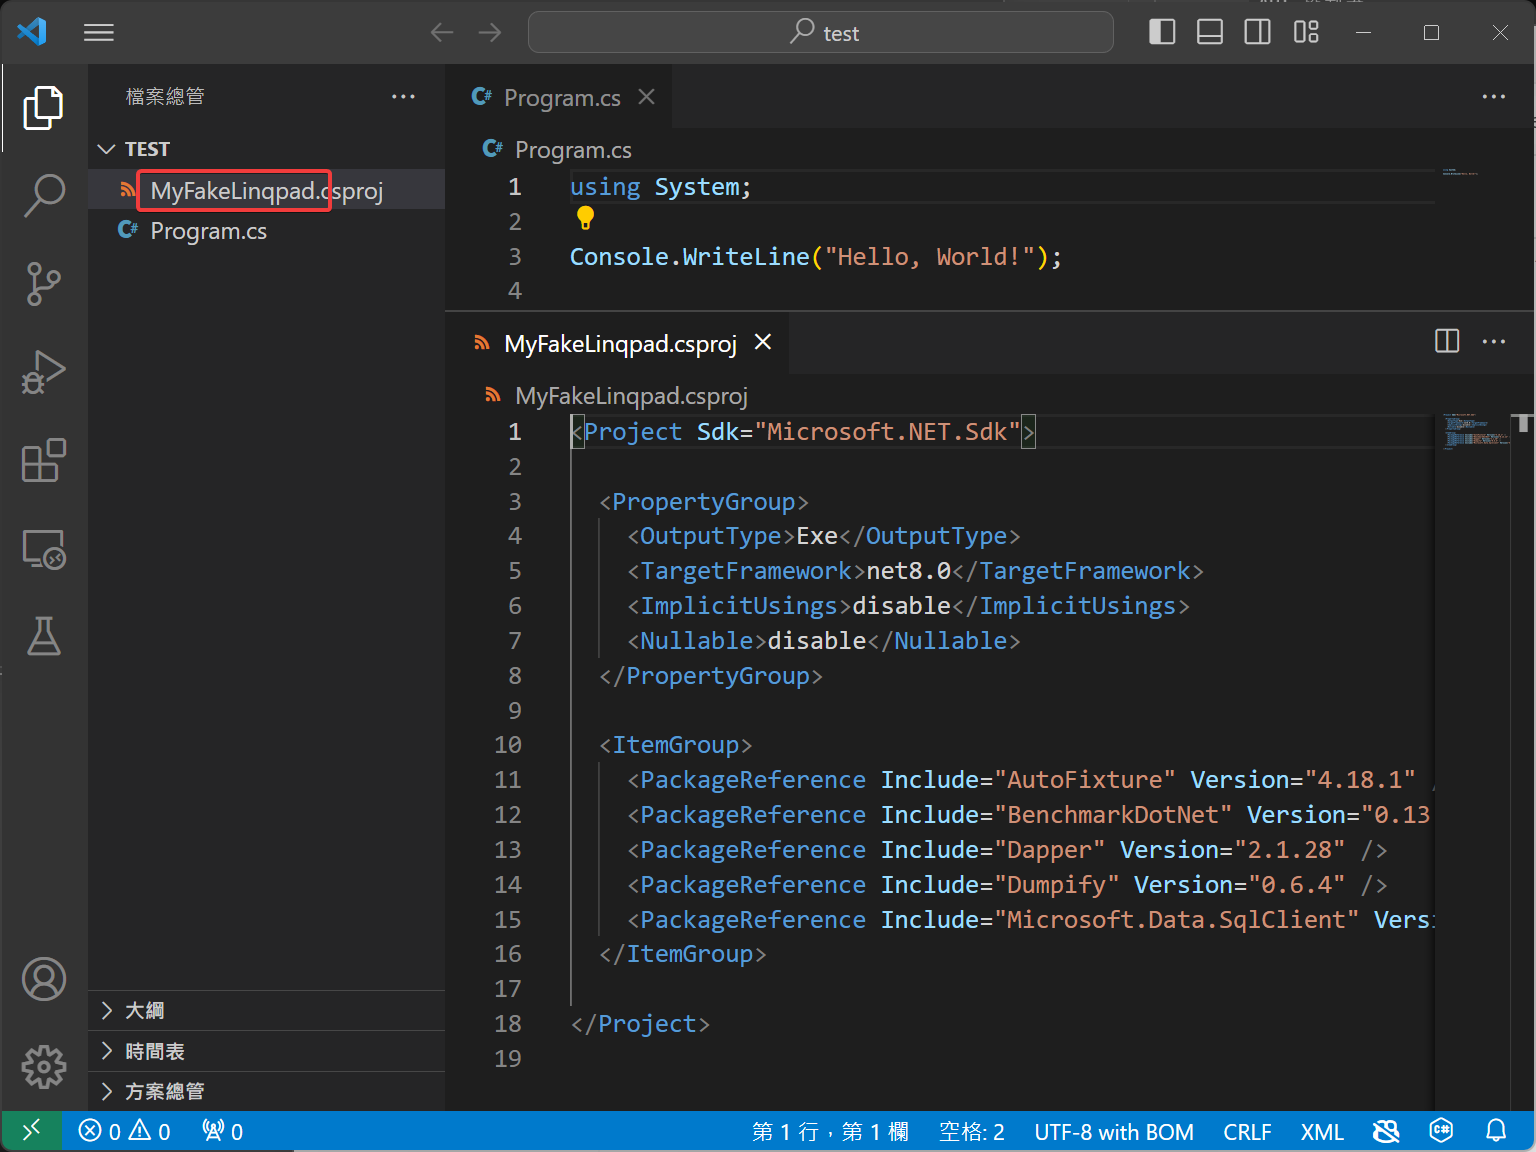 test
檔案總管
TEST
MyFakeLinqpad.csproj
Program.cs
大綱
時間表
方案總管
Program.cs
Program.cs
1 using System;
2
3 Console.WriteLine("Hello, World!");
4
MyFakeLinqpad.csproj
MyFakeLinqpad.csproj
1 <Project Sdk="Microsoft.NET.Sdk">
2
3 <PropertyGroup>
4 <OutputType>Exe</OutputType>
5 <TargetFramework>net8.0</TargetFramework>
6 <ImplicitUsings>disable</ImplicitUsings>
7 <Nullable>disable</Nullable>
8 </PropertyGroup>
9
10 <ItemGroup>
11 <PackageReference Include="AutoFixture" Version="4.18.1"
12 <PackageReference Include="BenchmarkDotNet" Version="0.13
13 <PackageReference Include="Dapper" Version="2.1.28" />
14 <PackageReference Include="Dumpify" Version="0.6.4" />
15 <PackageReference Include="Microsoft.Data.SqlClient" Versi
16 </ItemGroup>
17
18 </Project>
19
0 0 0 第 1 行，第 1 欄 空格: 2 UTF-8 with BOM CRLF XML